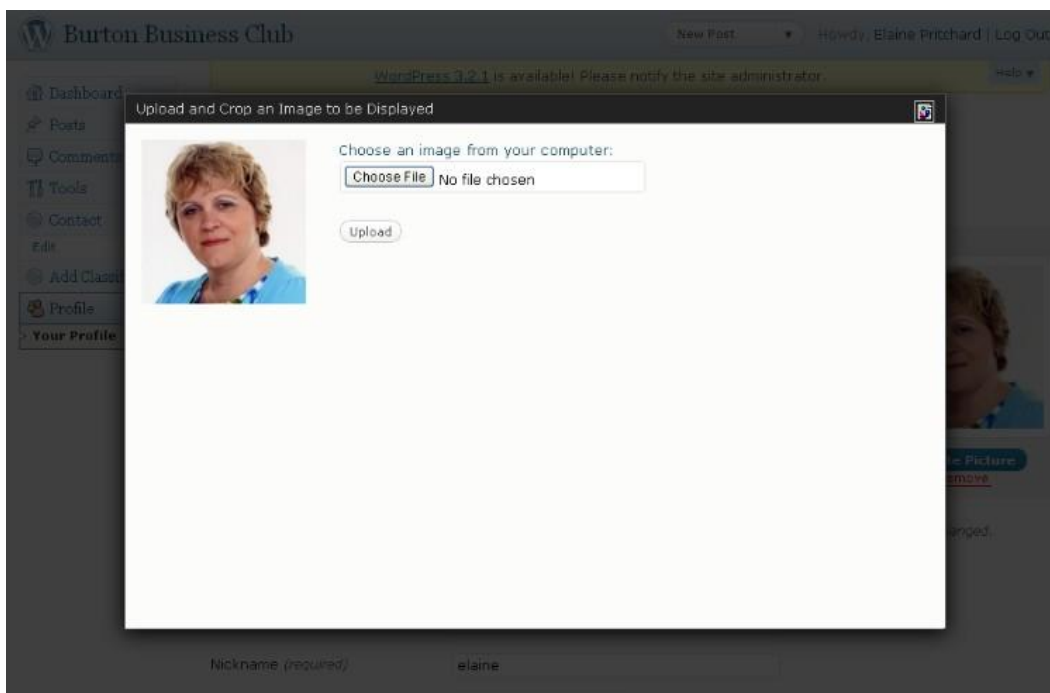 Burton Business Club
New Post
Howdy, Elaine Pritchard | Log Out
WordPress 3.2.1 is available! Please notify the site administrator.
Help
Dashboard
Upload and Crop an Image to be Displayed
Posts
Comments
Tools
Contact
Edit
Add Classif
Profile
Your Profile
Choose an image from your computer:
Choose File No file chosen
Upload
Picture
emove
anged.
Nickname (required) elaine